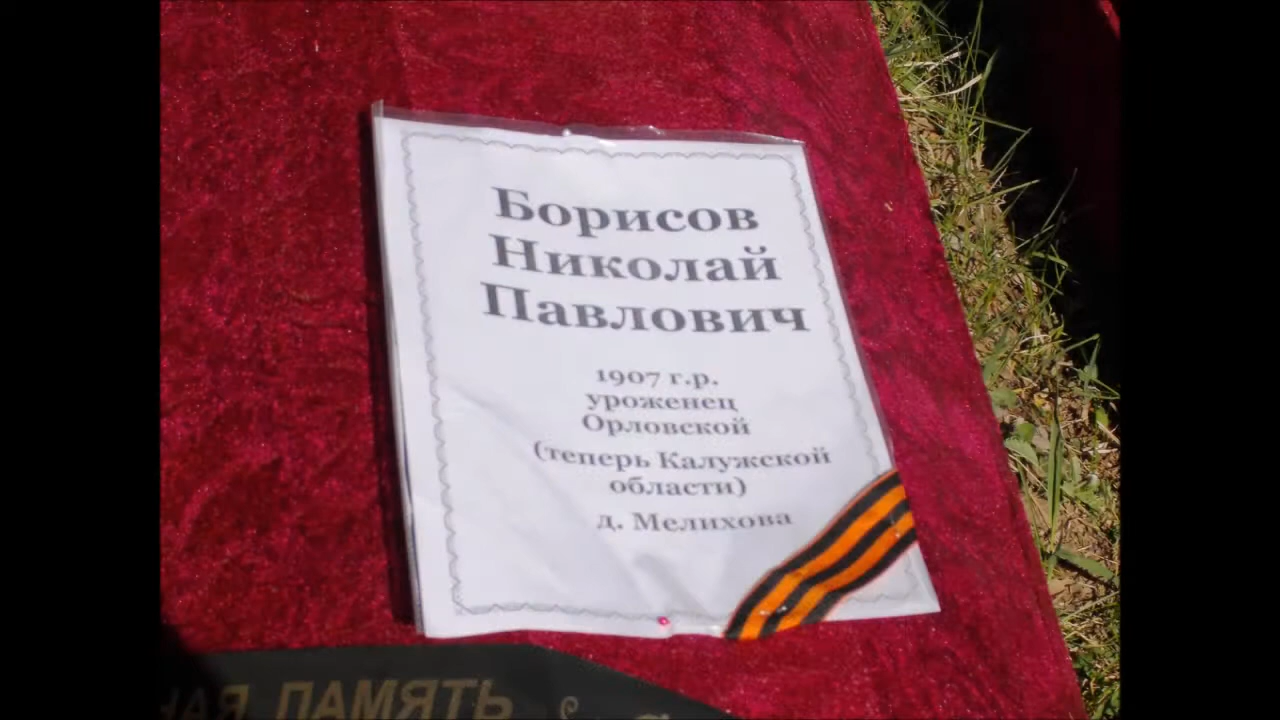 Борисов
Николай
Павлович
1907 г.р.
уроженец
Орловской
(теперь Калужской
области)
д. Мелихова
ПАМЯТЬ